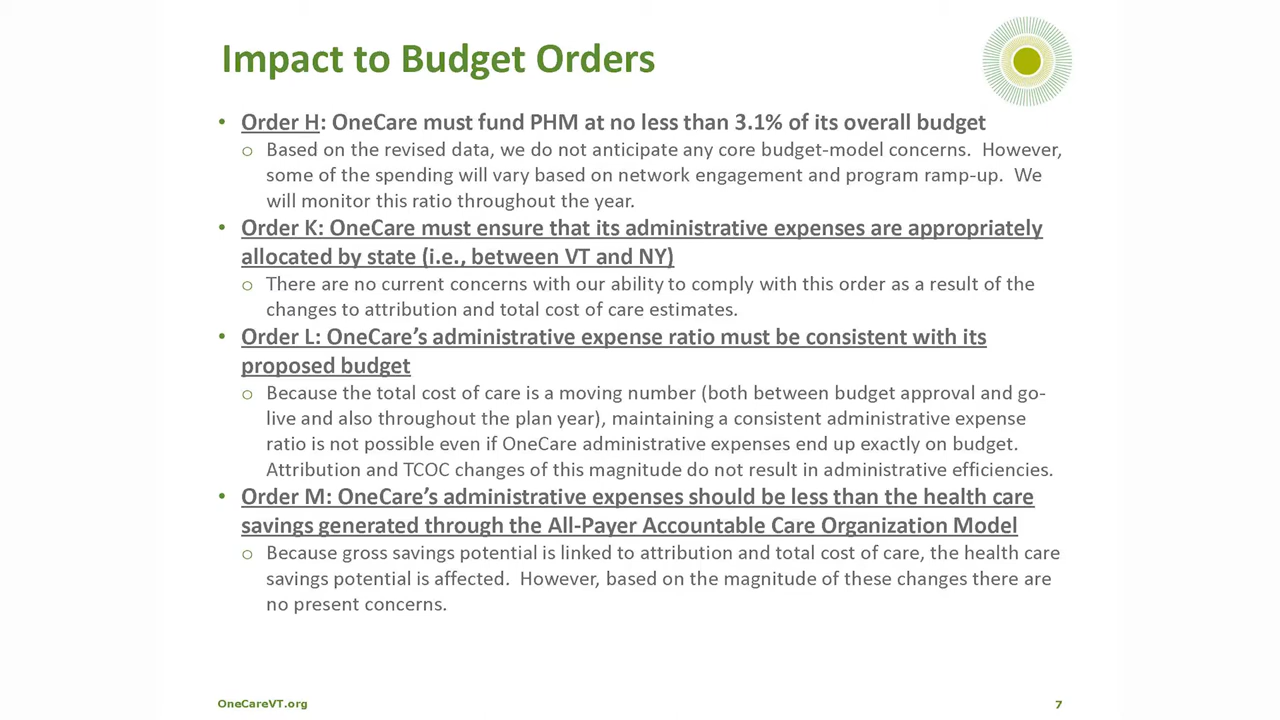 Impact to Budget Orders
• Order H: OneCare must fund PHM at no less than 3.1% of its overall budget
o Based on the revised data, we do not anticipate any core budget-model concerns. However,
some of the spending will vary based on network engagement and program ramp-up. We
will monitor this ratio throughout the year.
• Order K: OneCare must ensure that its administrative expenses are appropriately
allocated by state (i.e., between VT and NY)
o There are no current concerns with our ability to comply with this order as a result of the
changes to attribution and total cost of care estimates.
• Order L: OneCare’s administrative expense ratio must be consistent with its
proposed budget
o Because the total cost of care is a moving number (both between budget approval and go-
live and also throughout the plan year), maintaining a consistent administrative expense
ratio is not possible even if OneCare administrative expenses end up exactly on budget.
Attribution and TCOC changes of this magnitude do not result in administrative efficiencies.
• Order M: OneCare’s administrative expenses should be less than the health care
savings generated through the All-Payer Accountable Care Organization Model
o Because gross savings potential is linked to attribution and total cost of care, the health care
savings potential is affected. However, based on the magnitude of these changes there are
no present concerns.
OneCareVT.org
7